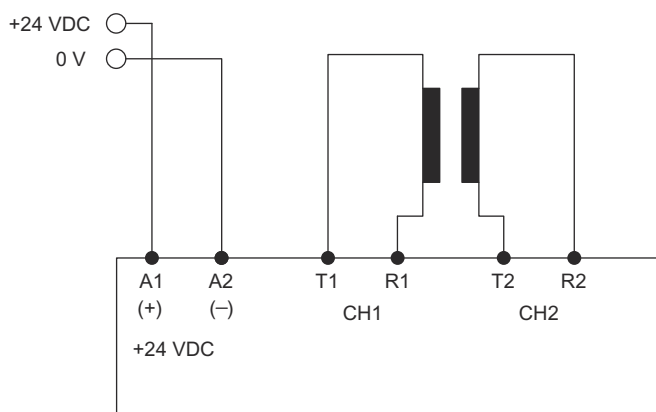 +24 VDC
0 V
A1 A2 T1 R1 T2 R2
(+) (–) CH1 CH2
+24 VDC